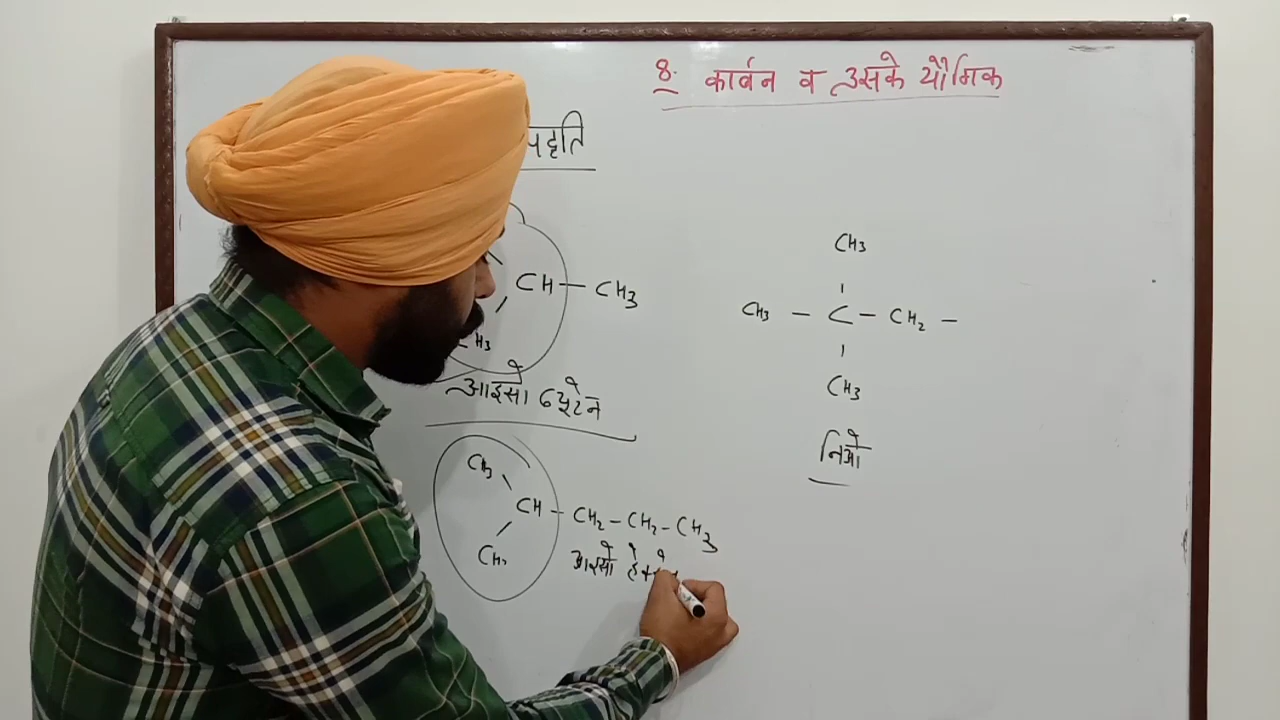 8. कार्बन व उसके यौगिक
पद्दति
CH — CH3
H3
आइसो ब्यूटेन
CH3
CH — CH2 — CH2 — CH3
CH3
आइसो
CH3
CH3 — C — CH2 —
CH3
निओ